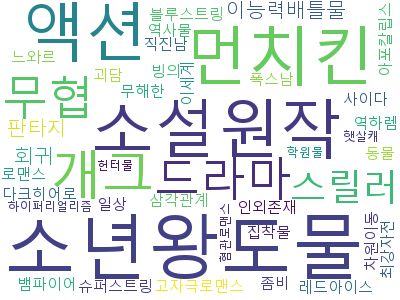 블루스트링
이능력배틀물
액션
역사물
직진남
먼치킨
느와르
괴담
빙의
폭스남
이세계
아포칼립스
무협
무해한
사이다
소설원작
판타지
역하렘
햇살캐
회귀
개그
드라마
헌터물
학원물
동물
로맨스
스릴러
다크히어로
삼각관계
하이퍼리얼리즘
일상
인외존재
혐관로맨스
집착물
차원이동
최강자전
소년왕도물
뱀파이어
슈퍼스트링
고자극로맨스
좀비
레드아이스